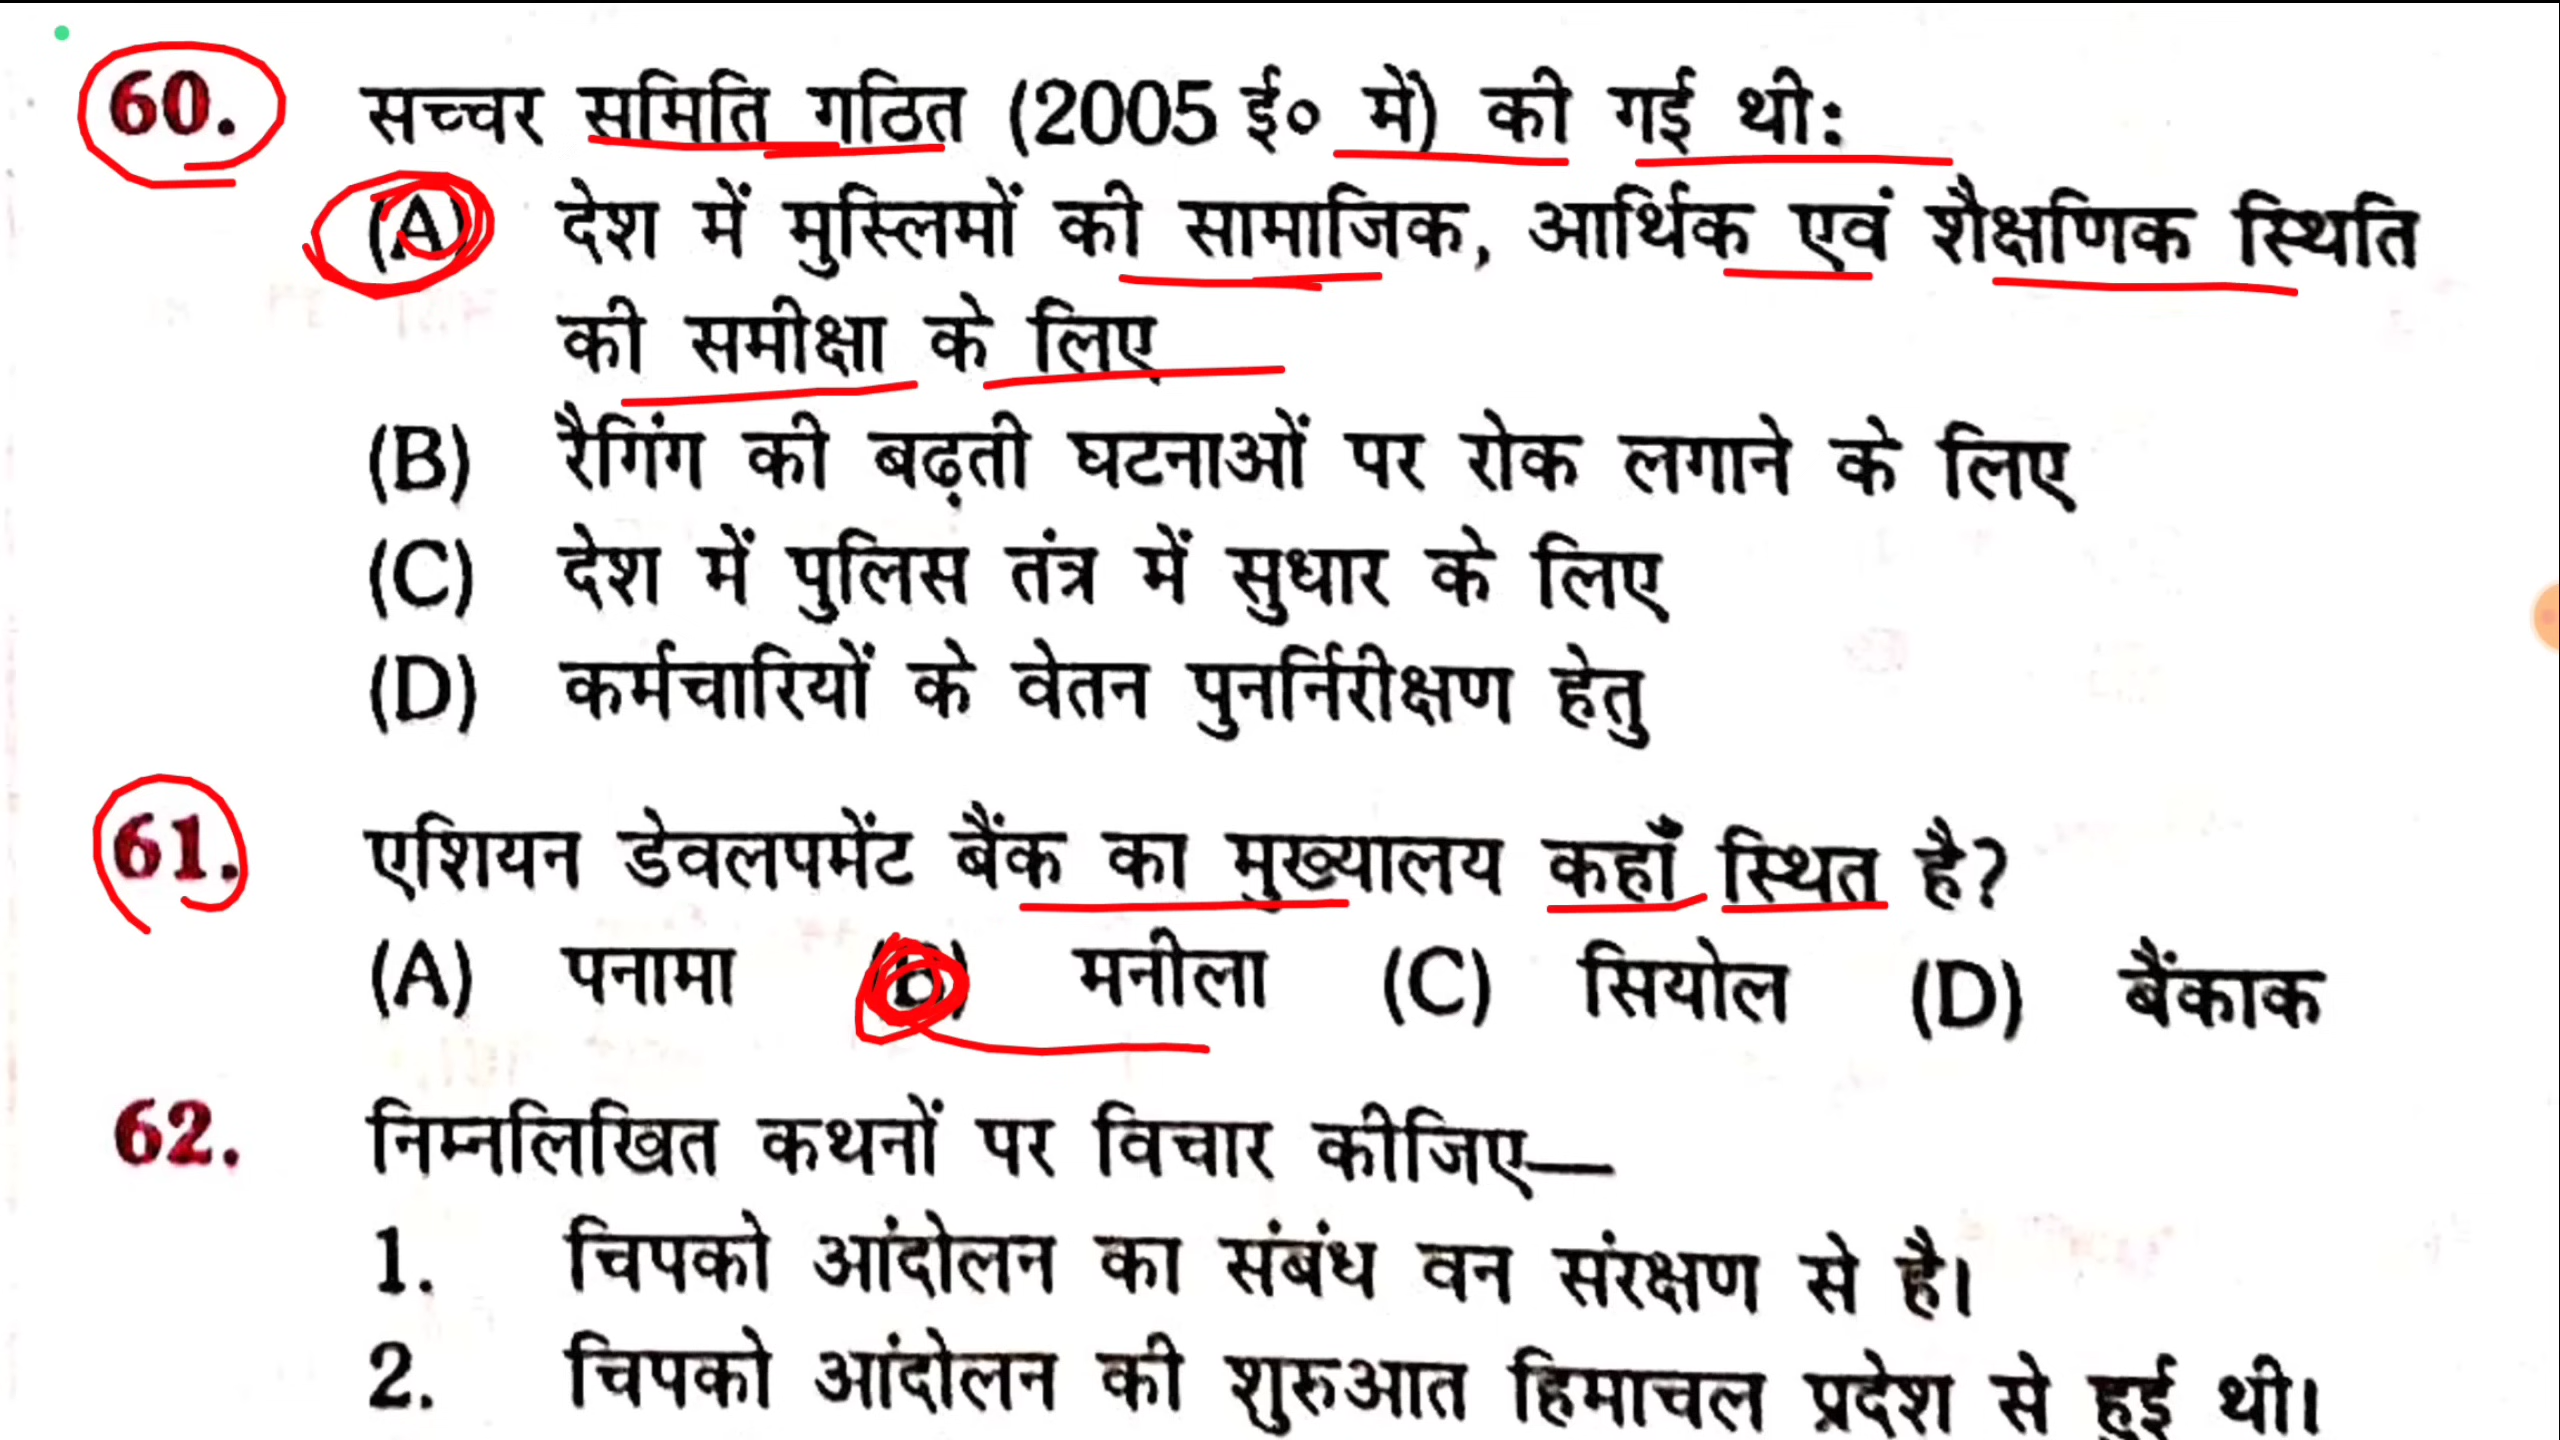 60. सच्चर समिति गठित (2005 ई० में) की गई थी:
(A) देश में मुस्लिमों की सामाजिक, आर्थिक एवं शैक्षणिक स्थिति
की समीक्षा के लिए
(B) रैगिंग की बढ़ती घटनाओं पर रोक लगाने के लिए
(C) देश में पुलिस तंत्र में सुधार के लिए
(D) कर्मचारियों के वेतन पुनर्निरीक्षण हेतु
61. एशियन डेवलपमेंट बैंक का मुख्यालय कहाँ स्थित है?
(A) पनामा (B) मनीला (C) सियोल (D) बैंकाक
62. निम्नलिखित कथनों पर विचार कीजिए—
1. चिपको आंदोलन का संबंध वन संरक्षण से है।
2. चिपको आंदोलन की शुरुआत हिमाचल प्रदेश से हुई थी।